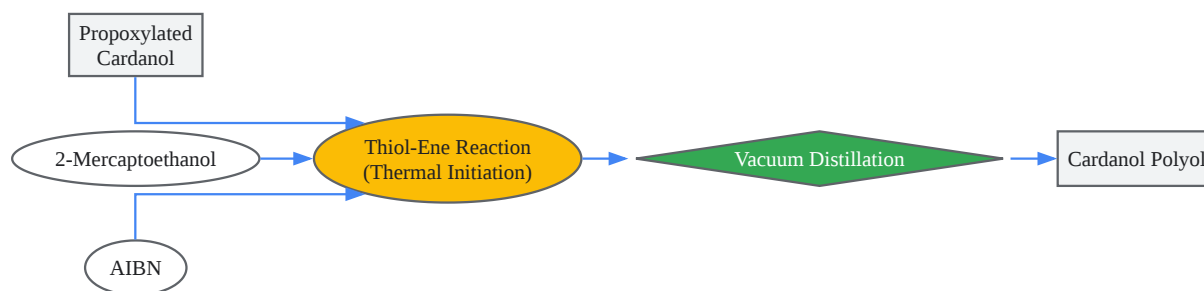 Propoxylated
Cardanol
2-Mercaptoethanol
AIBN
Thiol-Ene Reaction
(Thermal Initiation)
Vacuum Distillation
Cardanol Polyol